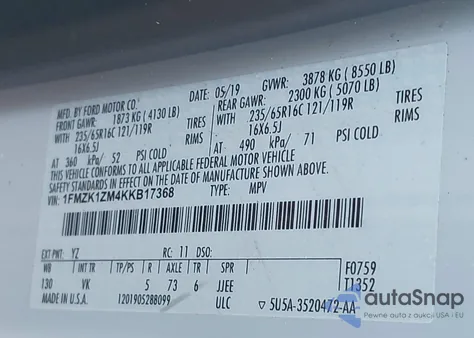 MFD. BY FORD MOTOR CO.
DATE: 05/19 GVWR: 3878 KG ( 8550 LB)
FRONT GAWR: 1873 KG ( 4130 LB) REAR GAWR: 2300 KG ( 5070 LB)
WITH 235/65R16C 121/119R TIRES WITH 235/65R16C 121/119R TIRES
16X6.5J RIMS 16X6.5J RIMS
AT 360 kPa/ 52 PSI COLD AT 490 kPa/ 71 PSI COLD
THIS VEHICLE CONFORMS TO ALL APPLICABLE FEDERAL MOTOR VEHICLE
SAFETY STANDARDS IN EFFECT ON THE DATE OF MANUFACTURE SHOWN ABOVE.
VIN: 1FMZK1ZM4KKB17368 TYPE: MPV
EXT PNT: YZ RC: 11 DSO:
WB INT TR TP/PS R AXLE TR SPR F0759
130 VK 5 73 6 JJEE T1352
MADE IN U.S.A. 1201905288099 ULC 5U5A-3520472-AA
autoSnap
Pewne auta z USA i EU